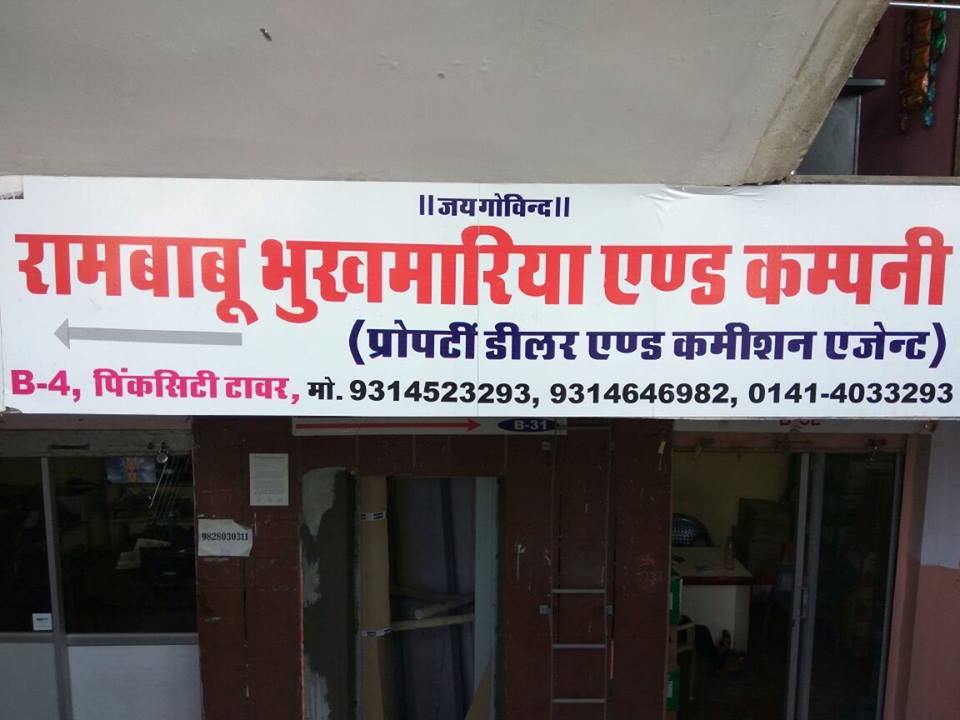 ||जयगोविन्द||
रामबाबू भुखमारिया एण्ड कम्पनी
(प्रोपर्टी डीलर एण्ड कमीशन एजेन्ट)
B-4, पिंकसिटी टावर, मो. 9314523293, 9314646982, 0141-4033293
B-31
9828030311